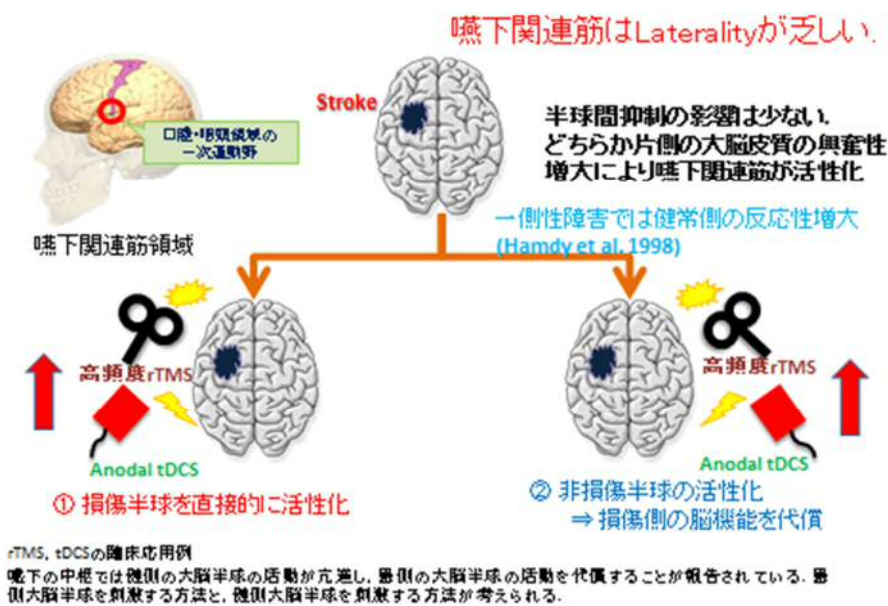 嚥下関連筋はLateralityが乏しい.
Stroke
口腔・咽頭領域の
一次運動野
半球間抑制の影響は少ない.
どちらか片側の大脳皮質の興奮性
増大により嚥下関連筋が活性化
一側性障害では健常側の反応性増大
(Hamdy et al, 1998)
嚥下関連筋領域
高頻度rTMS
Anodal tDCS
① 損傷半球を直接的に活性化
高頻度rTMS
Anodal tDCS
② 非損傷半球の活性化
⇒ 損傷側の脳機能を代償
rTMS, tDCSの臨床応用例
嚥下の中枢では健側の大脳半球の活動が亢進し, 患側の大脳半球の活動を代償することが報告されている. 患
側大脳半球を刺激する方法と, 健側大脳半球を刺激する方法が考えられる.